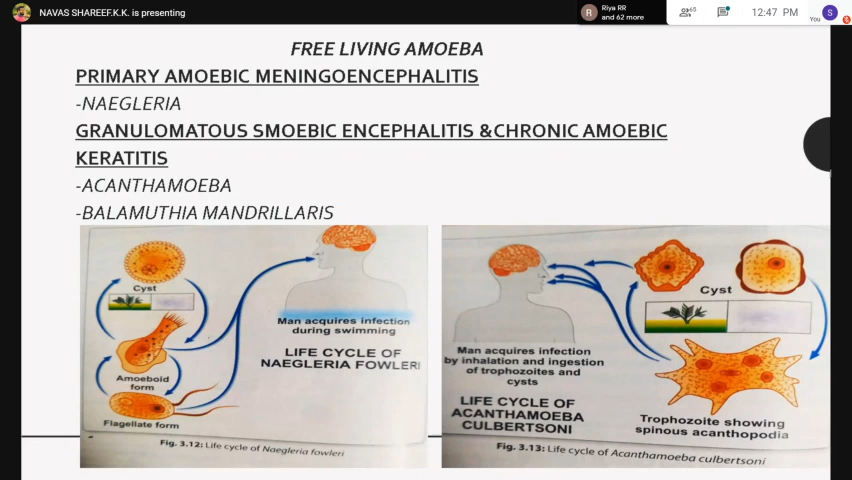 NAVAS SHAREEF.K.K. is presenting
R
Riya RR
and 62 more
65
12:47 PM
You
S
FREE LIVING AMOEBA
PRIMARY AMOEBIC MENINGOENCEPHALITIS
-NAEGLERIA
GRANULOMATOUS SMOEBIC ENCEPHALITIS &CHRONIC AMOEBIC
KERATITIS
-ACANTHAMOEBA
-BALAMUTHIA MANDRILLARIS
Cyst
Amoeboid
form
Flagellate form
Man acquires infection
during swimming
LIFE CYCLE OF
NAEGLERIA FOWLERI
Fig. 3.12: Life cycle of Naegleria fowleri
Cyst
Man acquires infection
by inhalation and ingestion
of trophozoites and
cysts
LIFE CYCLE OF
ACANTHAMOEBA
CULBERTSONI
Trophozoite showing
spinous acanthopodia
Fig. 3.13: Life cycle of Acanthamoeba culbertsoni